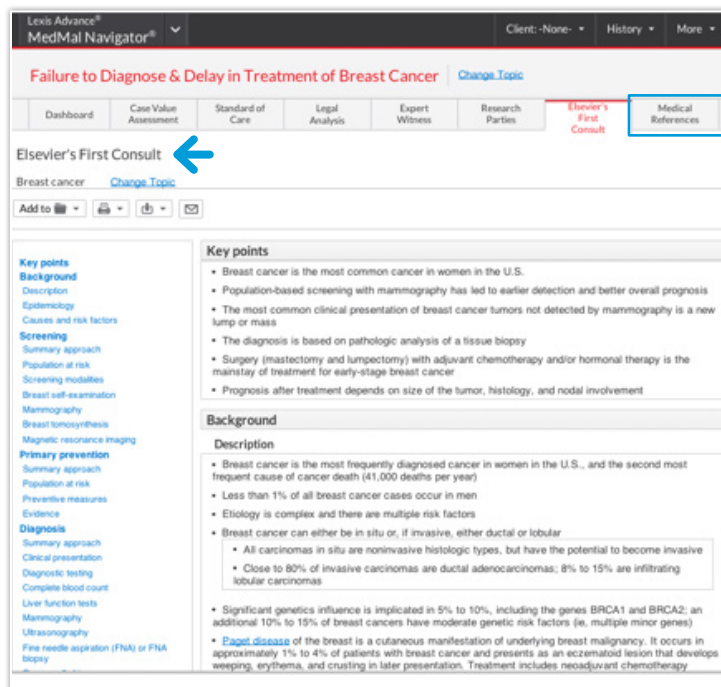 Lexis Advance®
MedMal Navigator®
Client: -None-
History
More
Failure to Diagnose & Delay in Treatment of Breast Cancer
Change Topic
Dashboard
Case Value
Assessment
Standard of
Care
Legal
Analysis
Expert
Witness
Research
Parties
Elsevier's
First
Consult
Medical
References
Elsevier's First Consult
Breast cancer
Change Topic
Add to
Key points
Background
Description
Epidemiology
Causes and risk factors
Screening
Summary approach
Population at risk
Screening modalities
Breast self-examination
Mammography
Breast tomosynthesis
Magnetic resonance imaging
Primary prevention
Summary approach
Population at risk
Preventive measures
Evidence
Diagnosis
Summary approach
Clinical presentation
Diagnostic testing
Complete blood count
Liver function tests
Mammography
Ultrasonography
Fine needle aspiration (FNA) or FNA
biopsy
Key points
• Breast cancer is the most common cancer in women in the U.S.
• Population-based screening with mammography has led to earlier detection and better overall prognosis
• The most common clinical presentation of breast cancer tumors not detected by mammography is a new
lump or mass
• The diagnosis is based on pathologic analysis of a tissue biopsy
• Surgery (mastectomy and lumpectomy) with adjuvant chemotherapy and/or hormonal therapy is the
mainstay of treatment for early-stage breast cancer
• Prognosis after treatment depends on size of the tumor, histology, and nodal involvement
Background
Description
• Breast cancer is the most frequently diagnosed cancer in women in the U.S., and the second most
frequent cause of cancer death (41,000 deaths per year)
• Less than 1% of all breast cancer cases occur in men
• Etiology is complex and there are multiple risk factors
• Breast cancer can either be in situ or, if invasive, either ductal or lobular
• All carcinomas in situ are noninvasive histologic types, but have the potential to become invasive
• Close to 80% of invasive carcinomas are ductal adenocarcinomas; 8% to 15% are infiltrating
lobular carcinomas
• Significant genetics influence is implicated in 5% to 10%, including the genes BRCA1 and BRCA2; an
additional 10% to 15% of breast cancers have moderate genetic risk factors (ie, multiple minor genes)
• Paget disease of the breast is a cutaneous manifestation of underlying breast malignancy. It occurs in
approximately 1% to 4% of patients with breast cancer and presents as an eczematoid lesion that develops
weeping, erythema, and crusting in later presentation. Treatment includes neoadjuvant chemotherapy